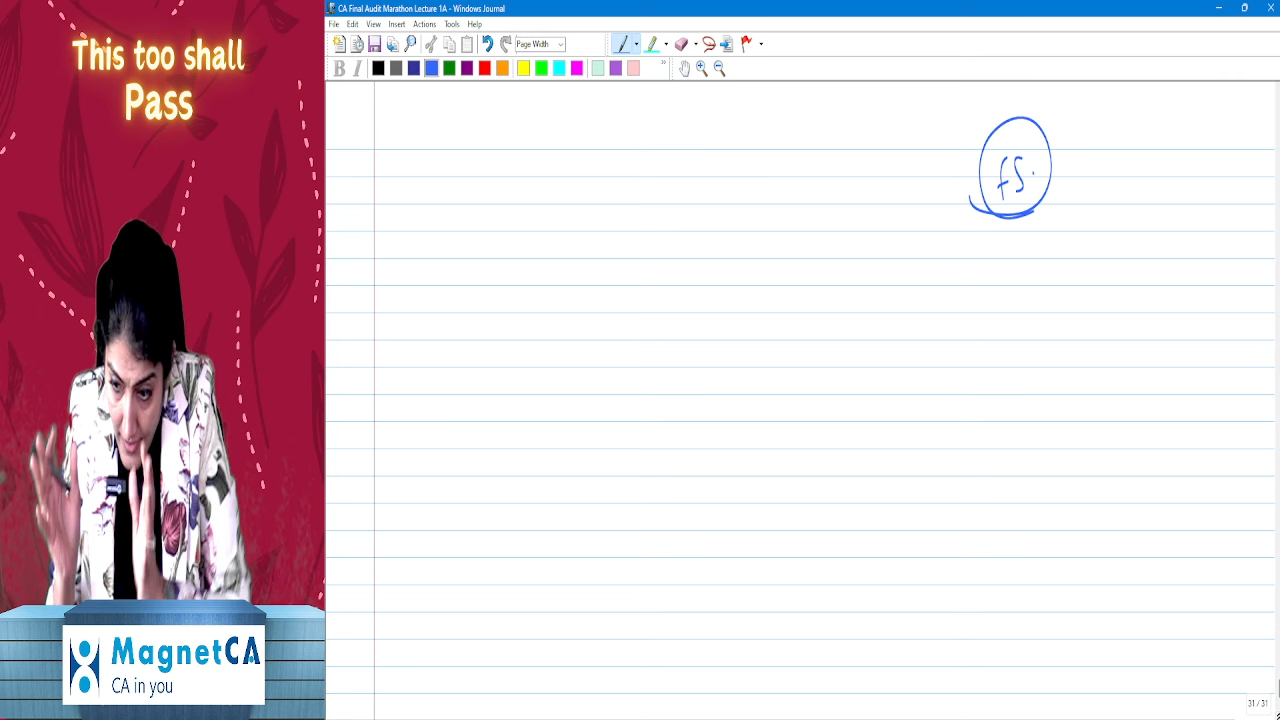 This too shall
Pass
CA Final Audit Marathon Lecture 1A - Windows Journal
File Edit View Insert Actions Tools Help
Page Width
B I
fS.
MagnetCA
CA in you
31 / 31